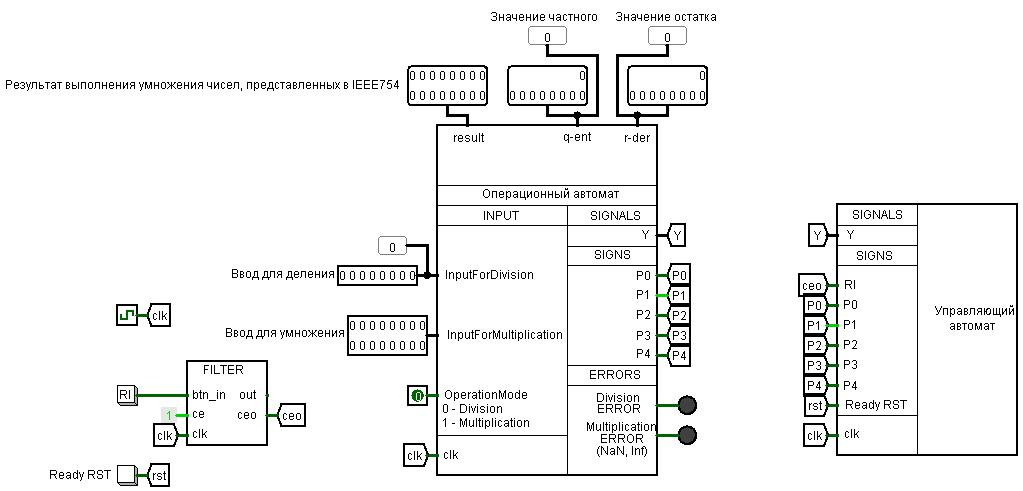 Значение частного
Значение остатка
0
0
Результат выполнения умножения чисел, представленных в IEEE754
0 0 0 0 0 0 0 0
0 0 0 0 0 0 0 0
0
0 0 0 0 0 0 0 0
0
0 0 0 0 0 0 0 0
result
q-ent
r-der
Операционный автомат
INPUT
SIGNALS
Y
Y
SIGNS
0
Ввод для деления
0 0 0 0 0 0 0 0
InputForDivision
P0
P0
P1
P1
P2
P2
P3
P3
P4
P4
Ввод для умножения
0 0 0 0 0 0 0 0
0 0 0 0 0 0 0 0
InputForMultiplication
ERRORS
0
OperationMode
0 - Division
1 - Multiplication
Division
ERROR
Multiplication
ERROR
(NaN, Inf)
clk
clk
clk
FILTER
RI
btn_in
out
1
ce
ceo
ceo
clk
clk
Ready RST
rst
SIGNALS
Y
Y
SIGNS
ceo
RI
P0
P0
P1
P1
P2
P2
P3
P3
P4
P4
rst
Ready RST
clk
clk
Управляющий
автомат